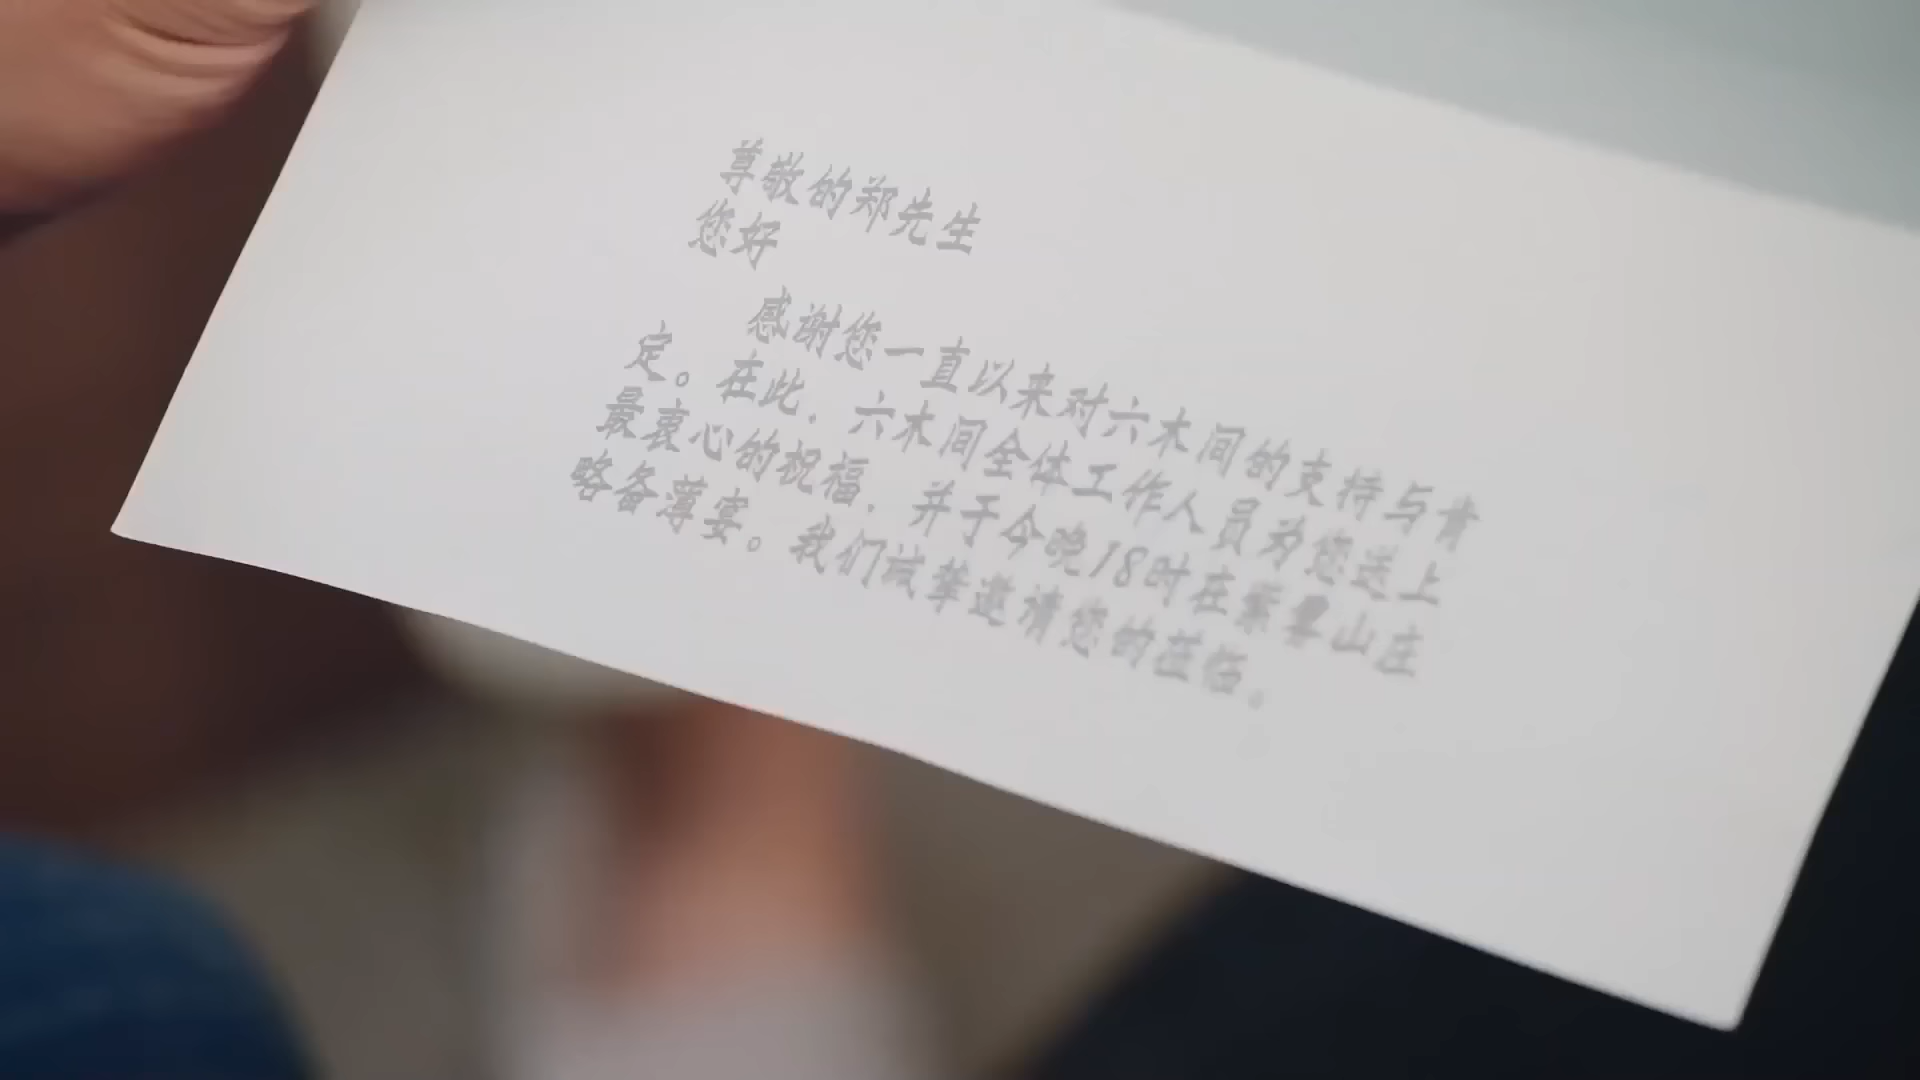 尊敬的郑先生
您好
感谢您一直以来对六木间的支持与肯
定。在此，六木间全体工作人员为您送上
最衷心的祝福，并于今晚18时在紫云山庄
略备薄宴。我们诚挚邀请您的莅临。